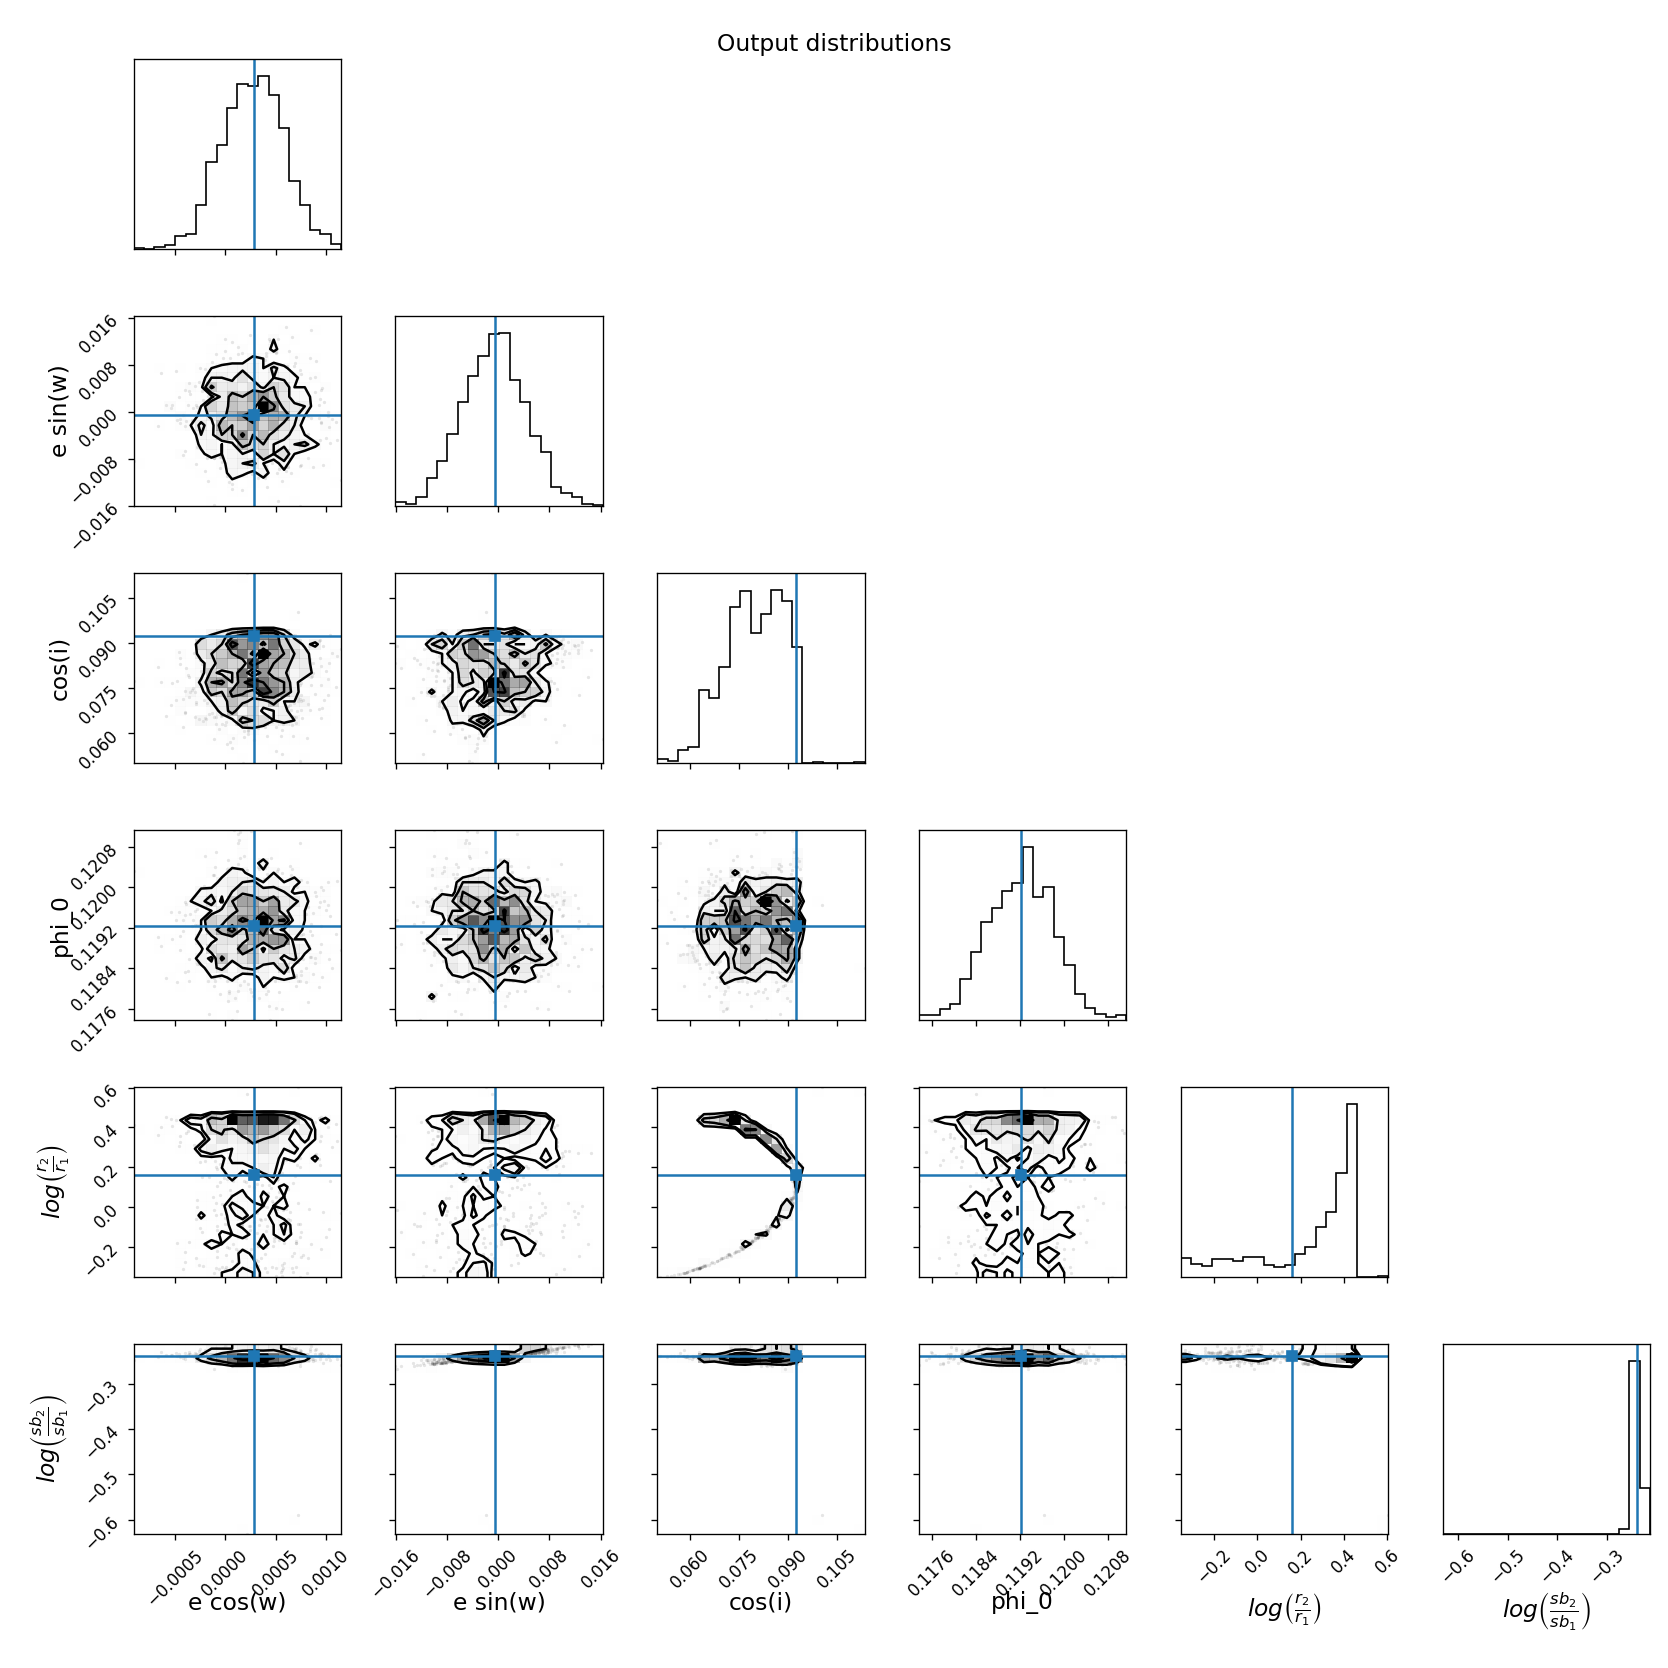 Output distributions
e sin(w)
0.016
0.008
0.000
−0.008
−0.016
cos(i)
0.105
0.090
0.075
0.060
phi_0
0.1208
0.1200
0.1192
0.1184
0.1176
log(r2/r1)
0.6
0.4
0.2
0.0
−0.2
log(sb2/sb1)
−0.3
−0.4
−0.5
−0.6
−0.0005 0.0000 0.0005 0.0010 −0.016 −0.008 0.000 0.008 0.016 0.060 0.075 0.090 0.105 0.1176 0.1184 0.1192 0.1200 0.1208 −0.2 0.0 0.2 0.4 0.6 −0.6 −0.5 −0.4 −0.3
e cos(w) e sin(w) cos(i) phi_0 log(r2/r1) log(sb2/sb1)